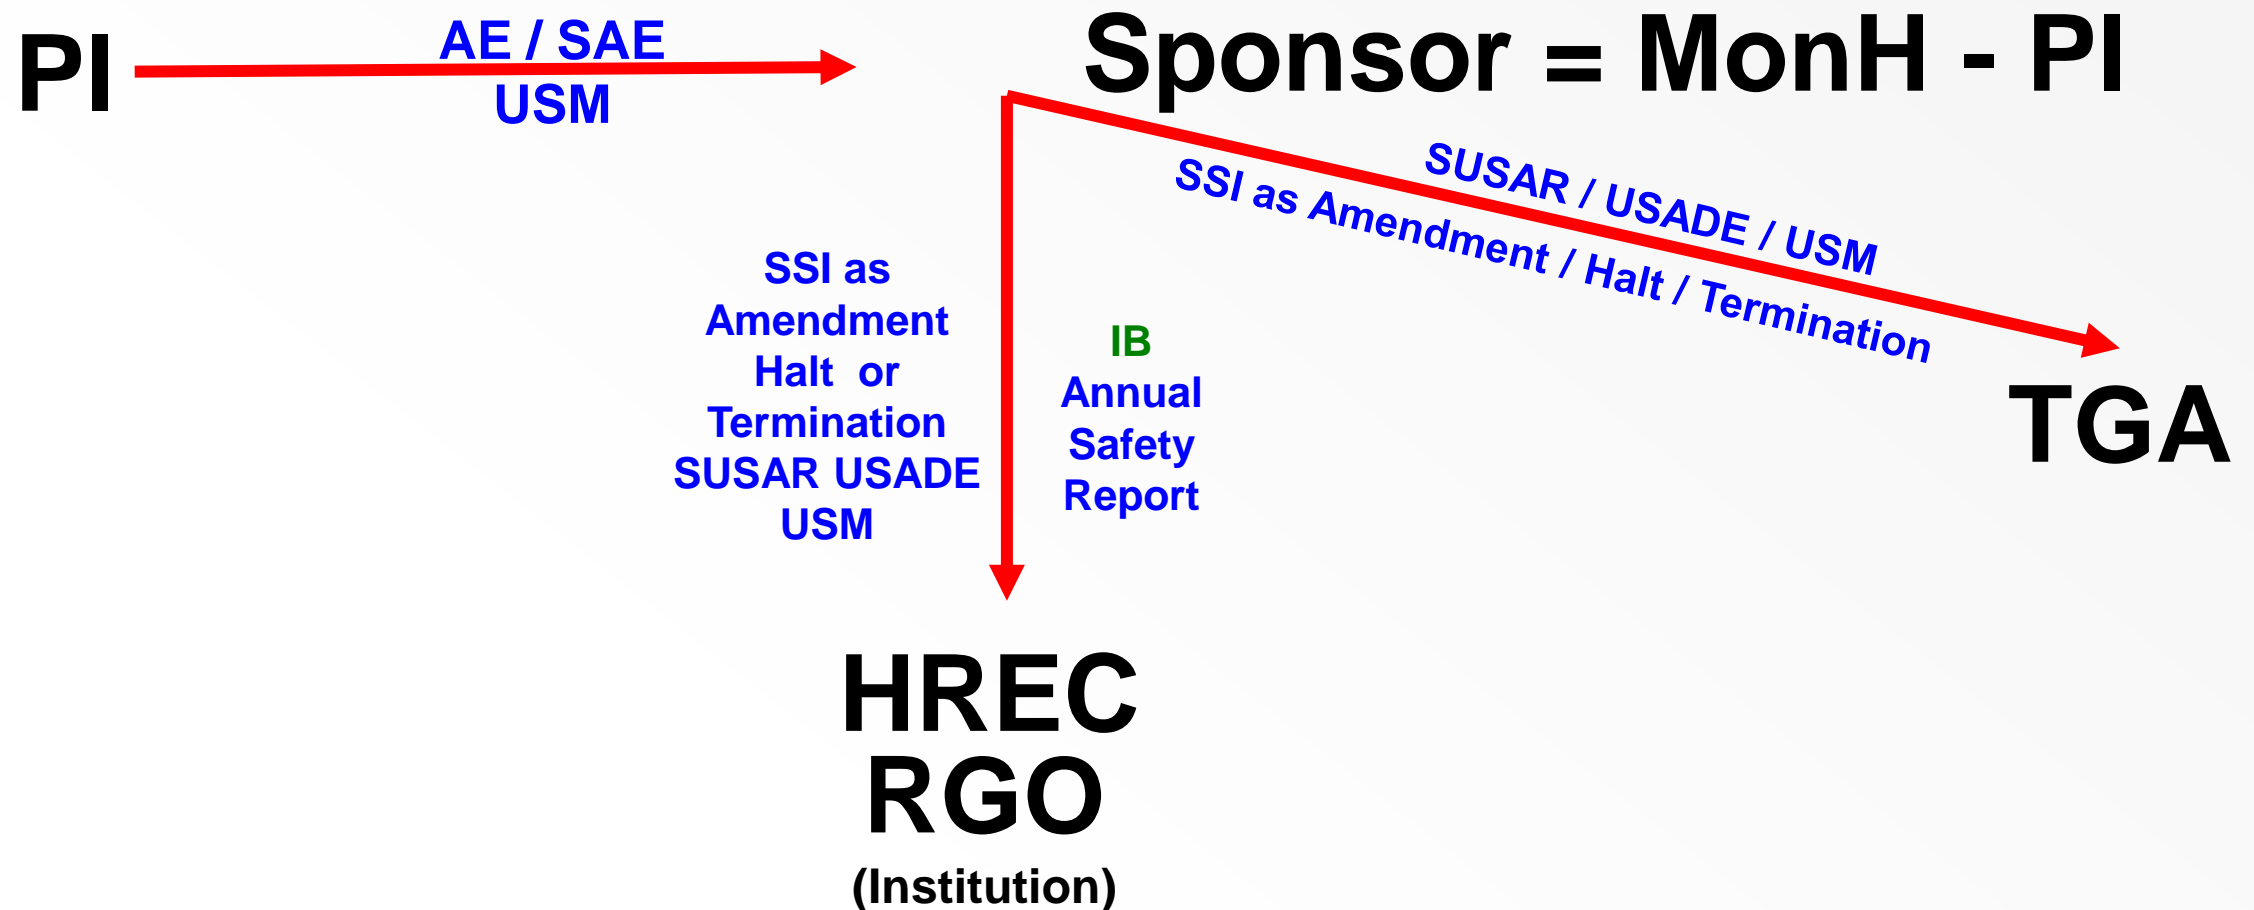 PI
AE / SAE
USM
Sponsor = MonH - PI
SUSAR / USADE / USM
SSI as Amendment / Halt / Termination
TGA
SSI as
Amendment
Halt or
Termination
SUSAR USADE
USM
IB
Annual
Safety
Report
HREC
RGO
(Institution)